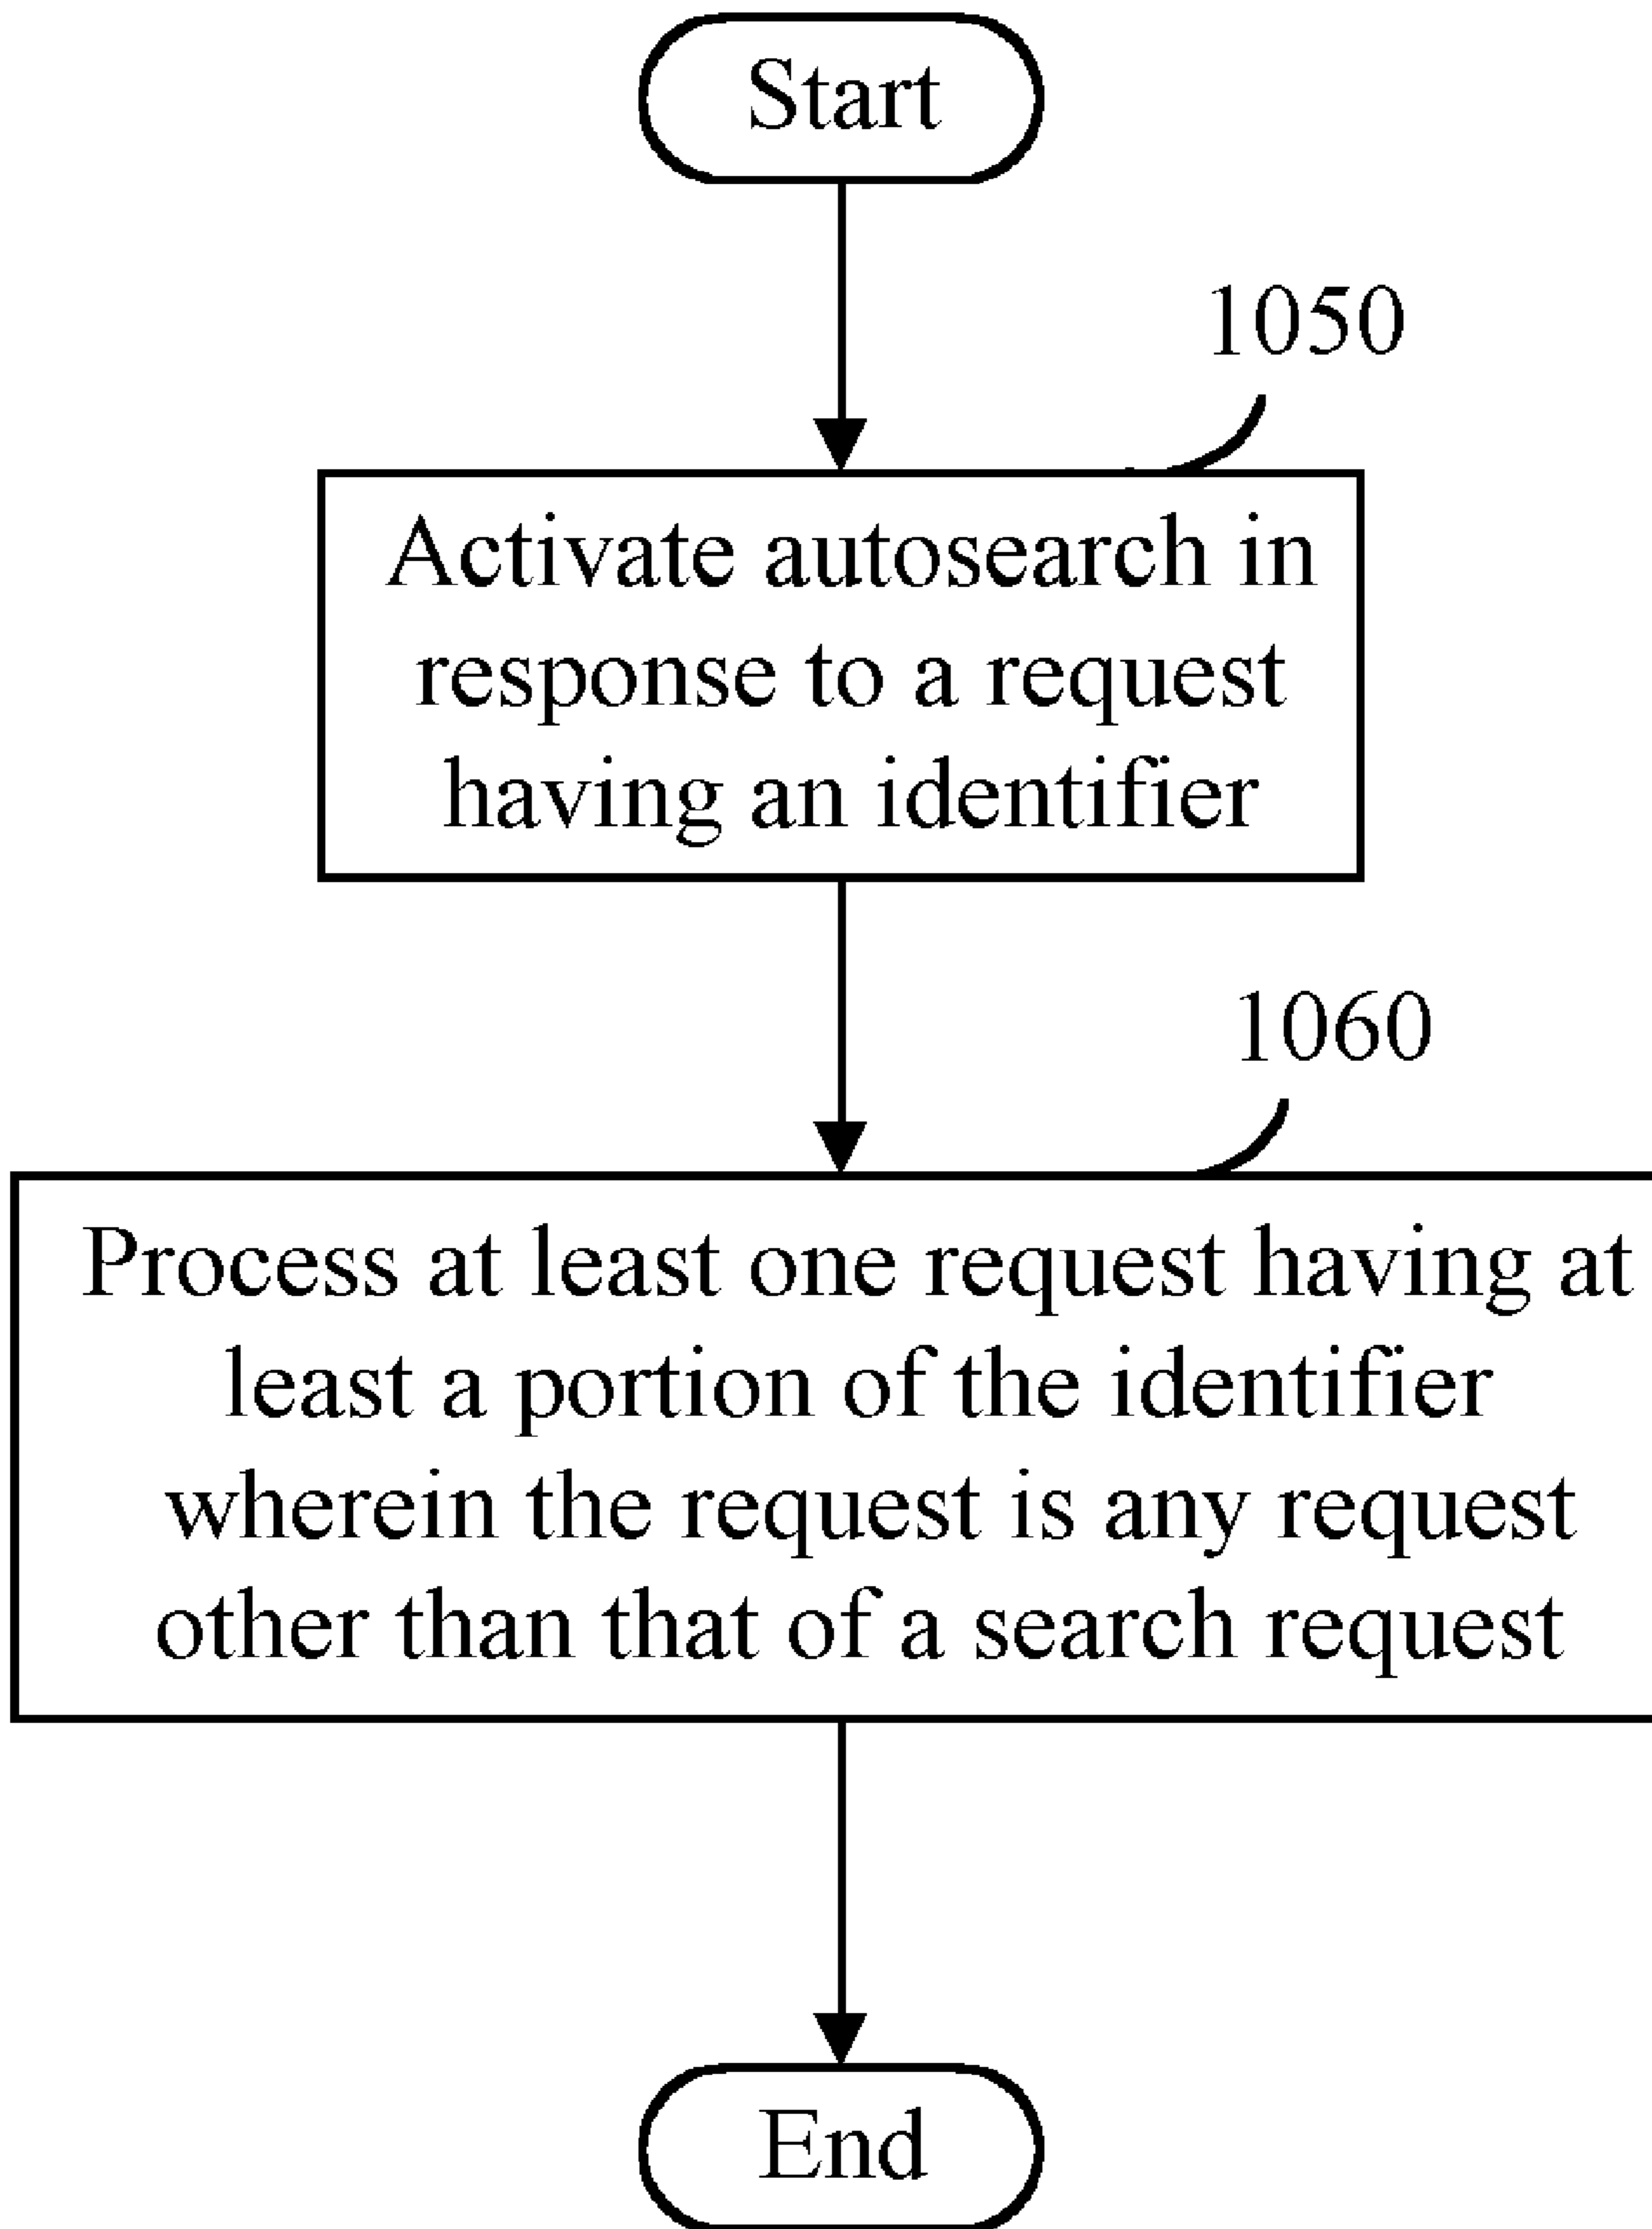 Start
1050
Activate autosearch in
response to a request
having an identifier
1060
Process at least one request having at
least a portion of the identifier
wherein the request is any request
other than that of a search request
End